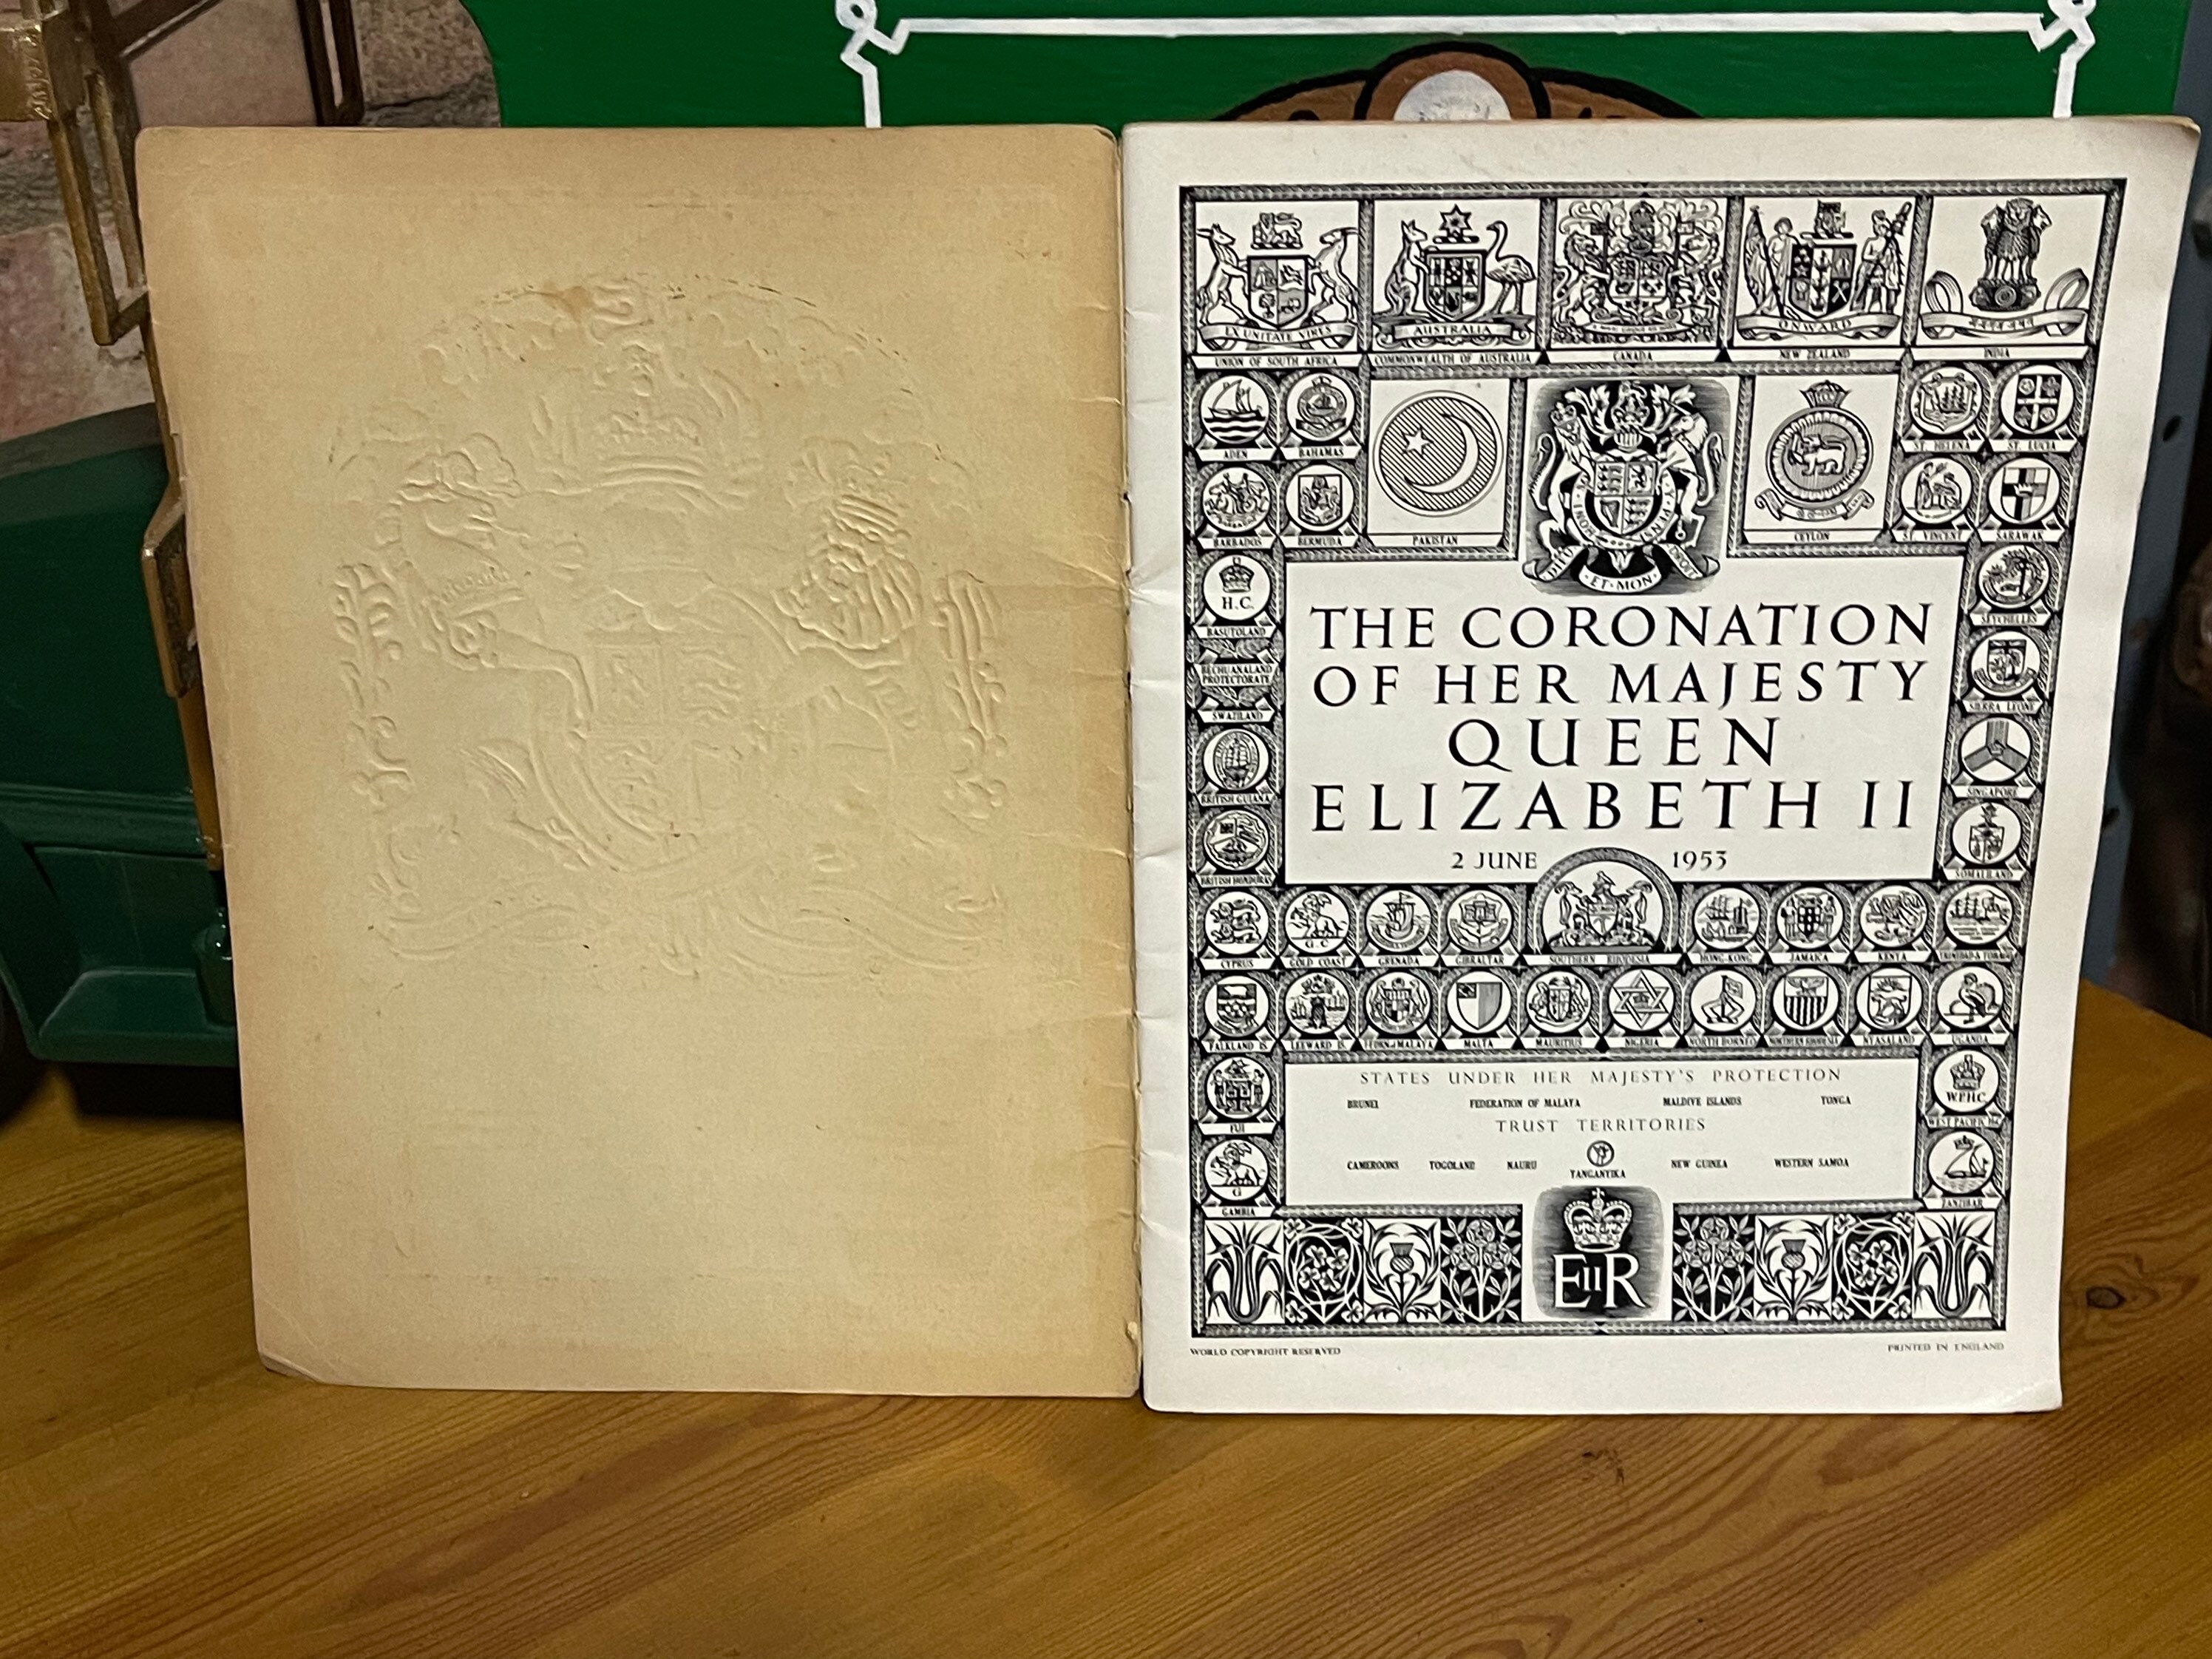 EX UNITATE VIRES
AUSTRALIA
ONWARD
UNION OF SOUTH AFRICA
COMMONWEALTH OF AUSTRALIA
CANADA
NEW ZEALAND
INDIA
ADEN
BAHAMAS
ST. HELENA
ST. LUCIA
BARBADOS
BERMUDA
PAKISTAN
DIEU ·ET·MON· DROIT
CEYLON
ST. VINCENT
SARAWAK
H.C.
BASUTOLAND
SEYCHELLES
BECHUANALAND
PROTECTORATE
SWAZILAND
SIERRA LEONE
THE CORONATION
OF HER MAJESTY
QUEEN
ELIZABETH II
2 JUNE 1953
BRITISH GUIANA
SINGAPORE
BRITISH HONDURAS
SOMALILAND
G.C
CYPRUS
GOLD COAST
GRENADA
GIBRALTAR
SOUTHERN RHODESIA
HONG-KONG
JAMAICA
KENYA
TRINIDAD & TOBAGO
FALKLAND IS
LEEWARD IS
FEDRN of MALAYA
MALTA
MAURITIUS
NIGERIA
NORTH BORNEO
NORTHERN RHODESIA
NYASALAND
UGANDA
STATES UNDER HER MAJESTY'S PROTECTION
BRUNEI FEDERATION OF MALAYA MALDIVE ISLANDS TONGA
TRUST TERRITORIES
CAMEROONS TOGOLAND NAURU TANGANYIKA NEW GUINEA WESTERN SAMOA
FIJI
W.P.H.C.
WEST PACIFIC H.C.
G
GAMBIA
ZANZIBAR
EIIR
WORLD COPYRIGHT RESERVED
PRINTED IN ENGLAND